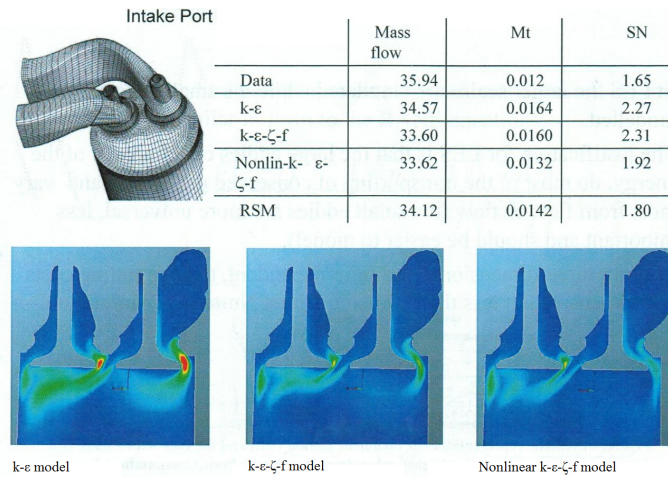 Intake Port
Mass flow Mt SN
Data 35.94 0.012 1.65
k-ε 34.57 0.0164 2.27
k-ε-ζ-f 33.60 0.0160 2.31
Nonlin-k- ε-ζ-f 33.62 0.0132 1.92
RSM 34.12 0.0142 1.80
k-ε model k-ε-ζ-f model Nonlinear k-ε-ζ-f model